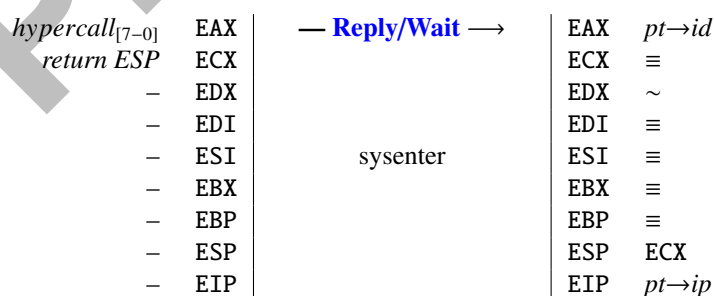 hypercall[7–0] EAX — Reply/Wait ⟶ EAX pt→id
return ESP ECX ECX ≡
– EDX EDX ∼
– EDI EDI ≡
– ESI sysenter ESI ≡
– EBX EBX ≡
– EBP EBP ≡
– ESP ESP ECX
– EIP EIP pt→ip